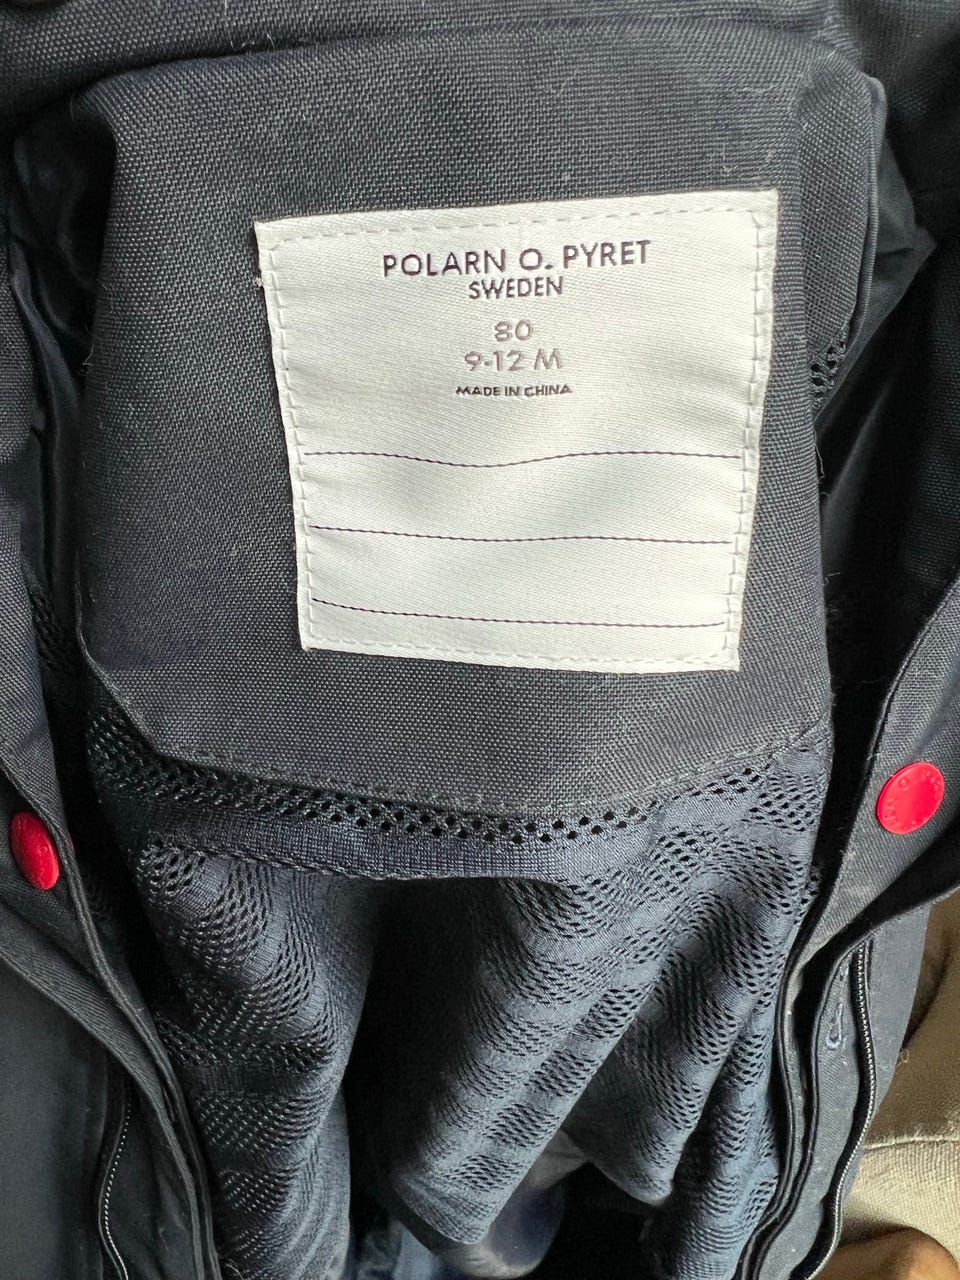 POLARN O. PYRET
SWEDEN
80
9-12 M
MADE IN CHINA